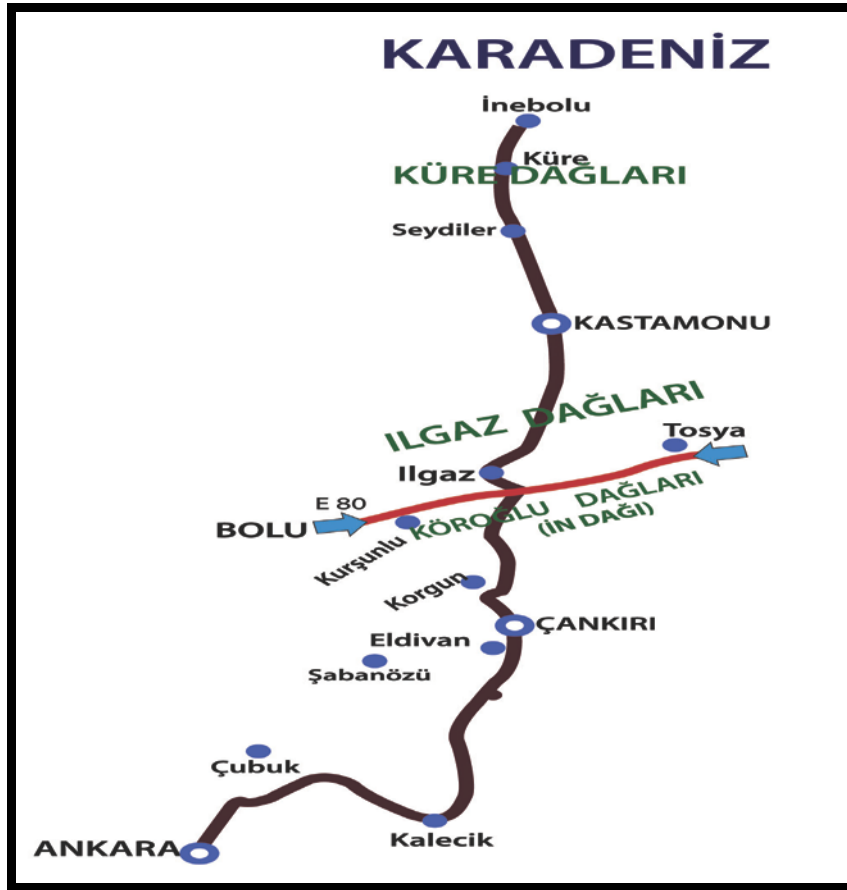 KARADENİZ
İnebolu
Küre
KÜRE DAĞLARI
Seydiler
KASTAMONU
ILGAZ DAĞLARI
Tosya
Ilgaz
E 80
BOLU
KÖROĞLU DAĞLARI
(İN DAĞI)
Kurşunlu
Korgun
ÇANKIRI
Eldivan
Şabanözü
Çubuk
Kalecik
ANKARA